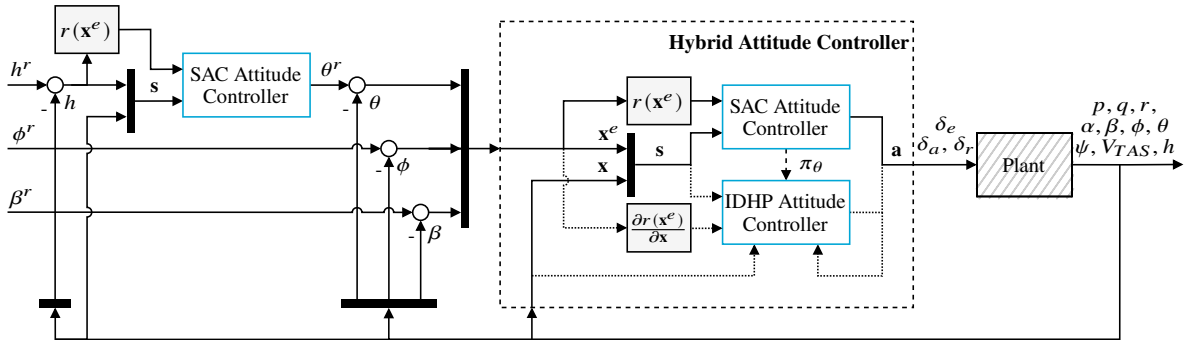 r(x^e)
h^r
h
-
s
SAC Attitude
Controller
θ^r
θ
-
ϕ^r
ϕ
-
β^r
β
-
Hybrid Attitude Controller
r(x^e)
x^e
x
s
SAC Attitude
Controller
π_θ
IDHP Attitude
Controller
∂r(x^e)
∂x
a
δ_e
δ_a, δ_r
Plant
p, q, r,
α, β, ϕ, θ
ψ, V_TAS, h